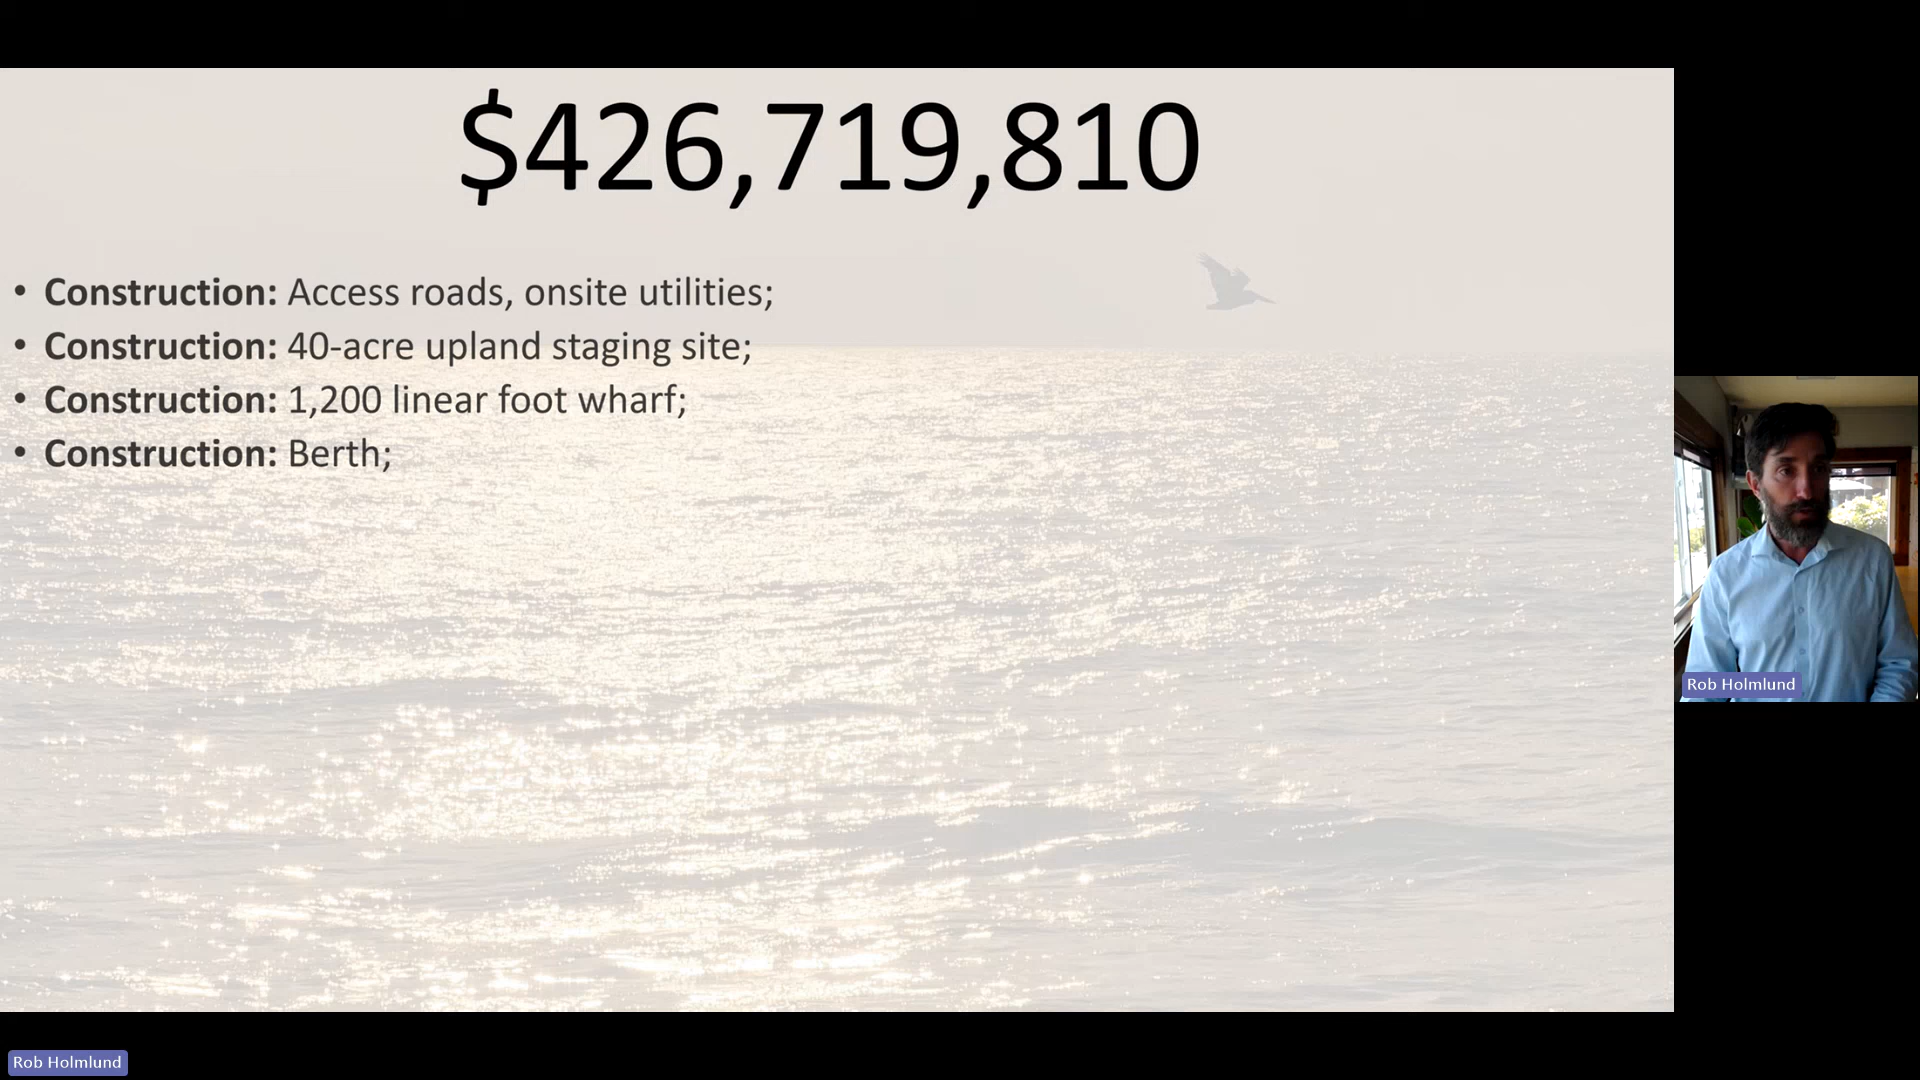 $426,719,810
• Construction: Access roads, onsite utilities;
• Construction: 40-acre upland staging site;
• Construction: 1,200 linear foot wharf;
• Construction: Berth;
Rob Holmlund
Rob Holmlund